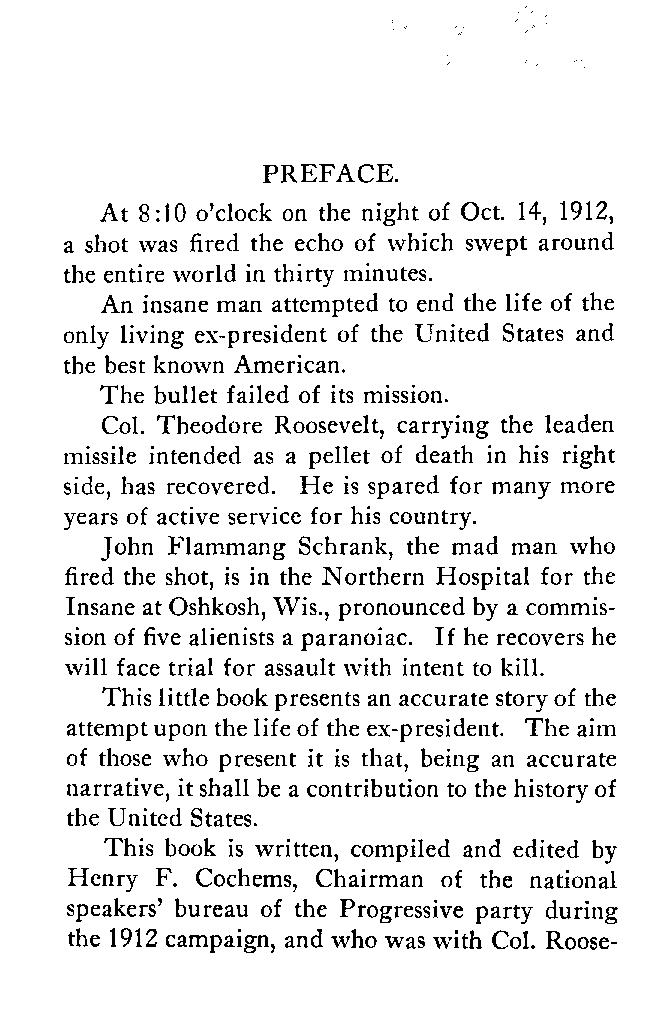 PREFACE.
At 8:10 o'clock on the night of Oct. 14, 1912,
a shot was fired the echo of which swept around
the entire world in thirty minutes.
An insane man attempted to end the life of the
only living ex-president of the United States and
the best known American.
The bullet failed of its mission.
Col. Theodore Roosevelt, carrying the leaden
missile intended as a pellet of death in his right
side, has recovered. He is spared for many more
years of active service for his country.
John Flammang Schrank, the mad man who
fired the shot, is in the Northern Hospital for the
Insane at Oshkosh, Wis., pronounced by a commis-
sion of five alienists a paranoiac. If he recovers he
will face trial for assault with intent to kill.
This little book presents an accurate story of the
attempt upon the life of the ex-president. The aim
of those who present it is that, being an accurate
narrative, it shall be a contribution to the history of
the United States.
This book is written, compiled and edited by
Henry F. Cochems, Chairman of the national
speakers' bureau of the Progressive party during
the 1912 campaign, and who was with Col. Roose-